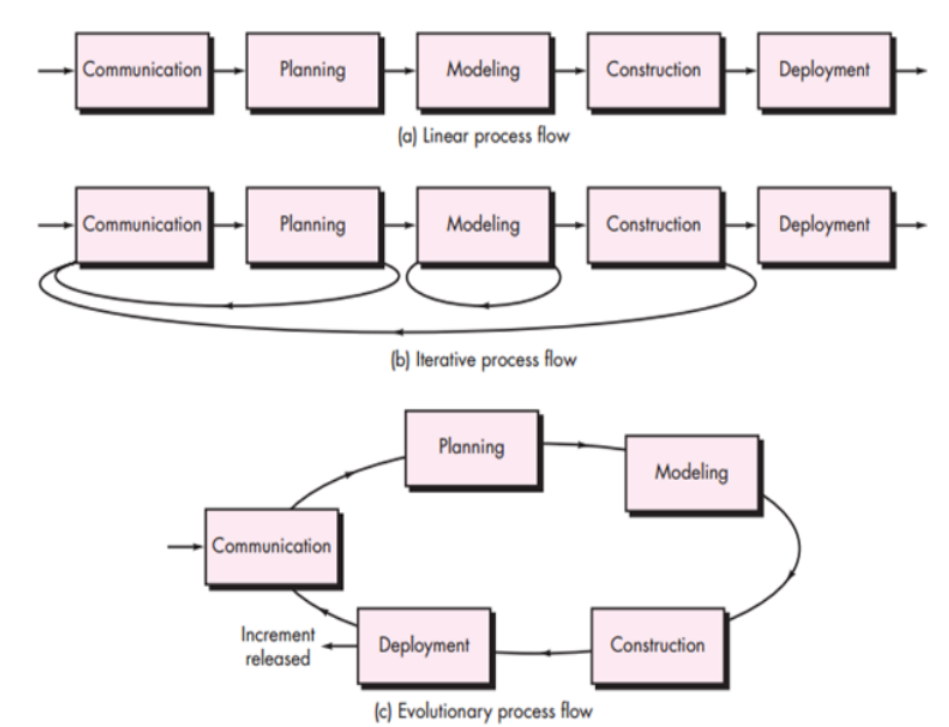 Communication Planning Modeling Construction Deployment
(a) Linear process flow
Communication Planning Modeling Construction Deployment
(b) Iterative process flow
Planning
Modeling
Communication
Increment
released
Deployment
Construction
(c) Evolutionary process flow